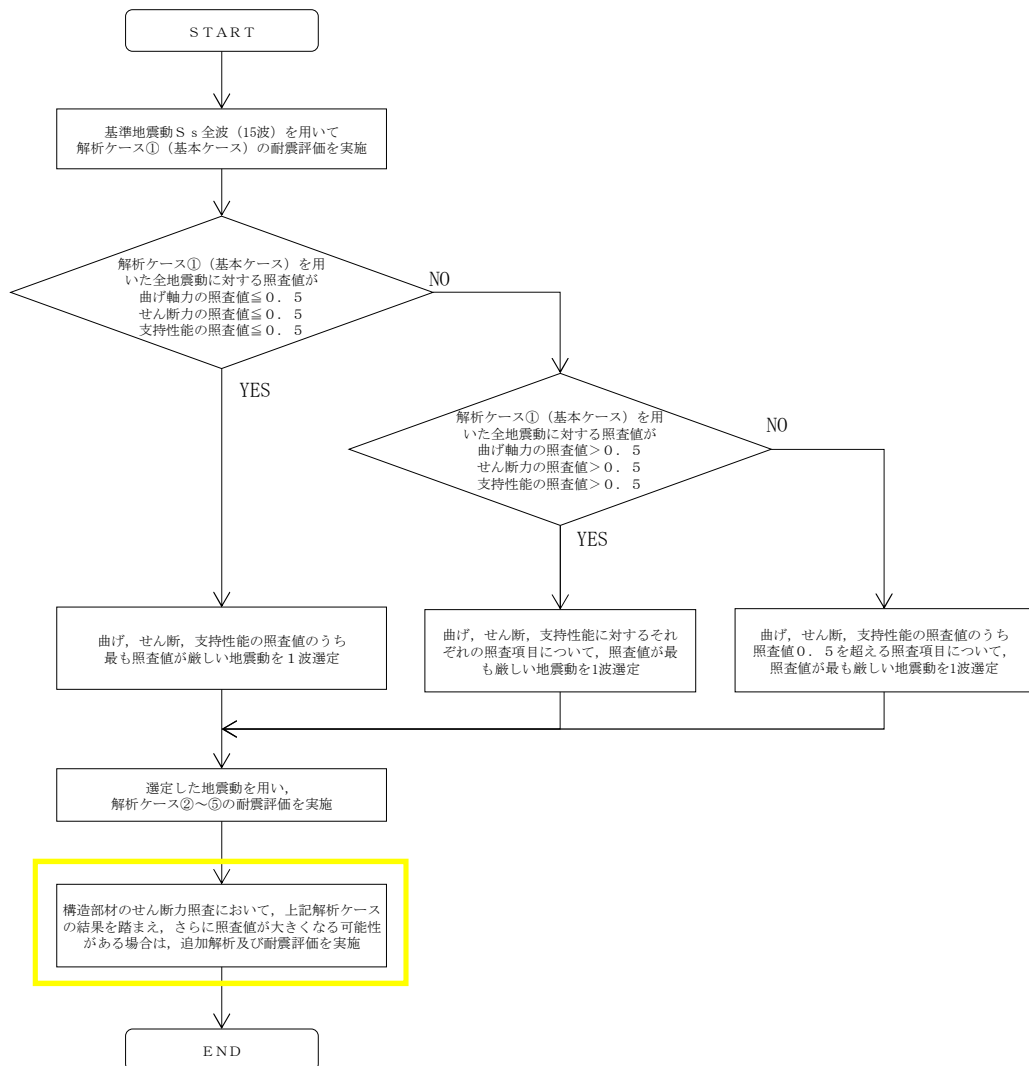 ＳＴＡＲＴ
基準地震動Ｓｓ全波（15波）を用いて
解析ケース①（基本ケース）の耐震評価を実施
解析ケース①（基本ケース）を用
いた全地震動に対する照査値が
曲げ軸力の照査値≦０．５
せん断力の照査値≦０．５
支持性能の照査値≦０．５
NO
YES
解析ケース①（基本ケース）を用
いた全地震動に対する照査値が
曲げ軸力の照査値＞０．５
せん断力の照査値＞０．５
支持性能の照査値＞０．５
NO
YES
曲げ，せん断，支持性能の照査値のうち
最も照査値が厳しい地震動を１波選定
曲げ，せん断，支持性能に対するそれ
ぞれの照査項目について，照査値が最
も厳しい地震動を1波選定
曲げ，せん断，支持性能の照査値のうち
照査値０．５を超える照査項目について，
照査値が最も厳しい地震動を1波選定
選定した地震動を用い，
解析ケース②～⑤の耐震評価を実施
構造部材のせん断力照査において，上記解析ケース
の結果を踏まえ，さらに照査値が大きくなる可能性
がある場合は，追加解析及び耐震評価を実施
ＥＮＤ